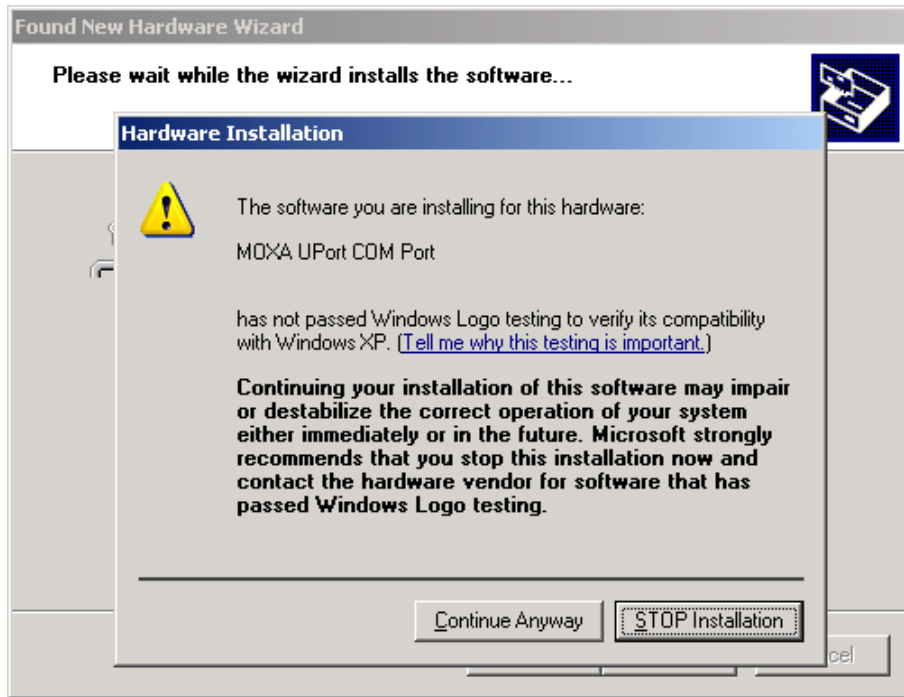 Found New Hardware Wizard
Please wait while the wizard installs the software...
Hardware Installation
The software you are installing for this hardware:
MOXA UPort COM Port
has not passed Windows Logo testing to verify its compatibility
with Windows XP. (Tell me why this testing is important.)
Continuing your installation of this software may impair
or destabilize the correct operation of your system
either immediately or in the future. Microsoft strongly
recommends that you stop this installation now and
contact the hardware vendor for software that has
passed Windows Logo testing.
Continue Anyway
STOP Installation
cel